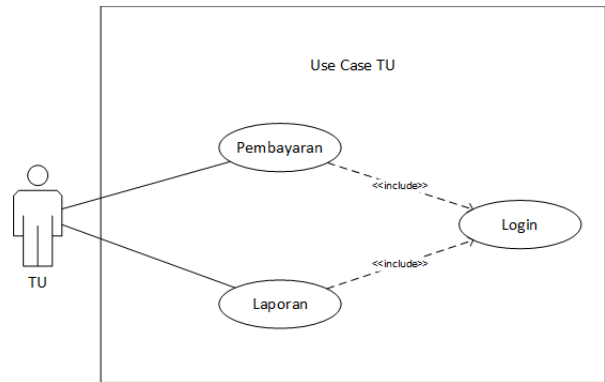 Use Case TU
Pembayaran
<<include>>
Login
TU
<<include>>
Laporan